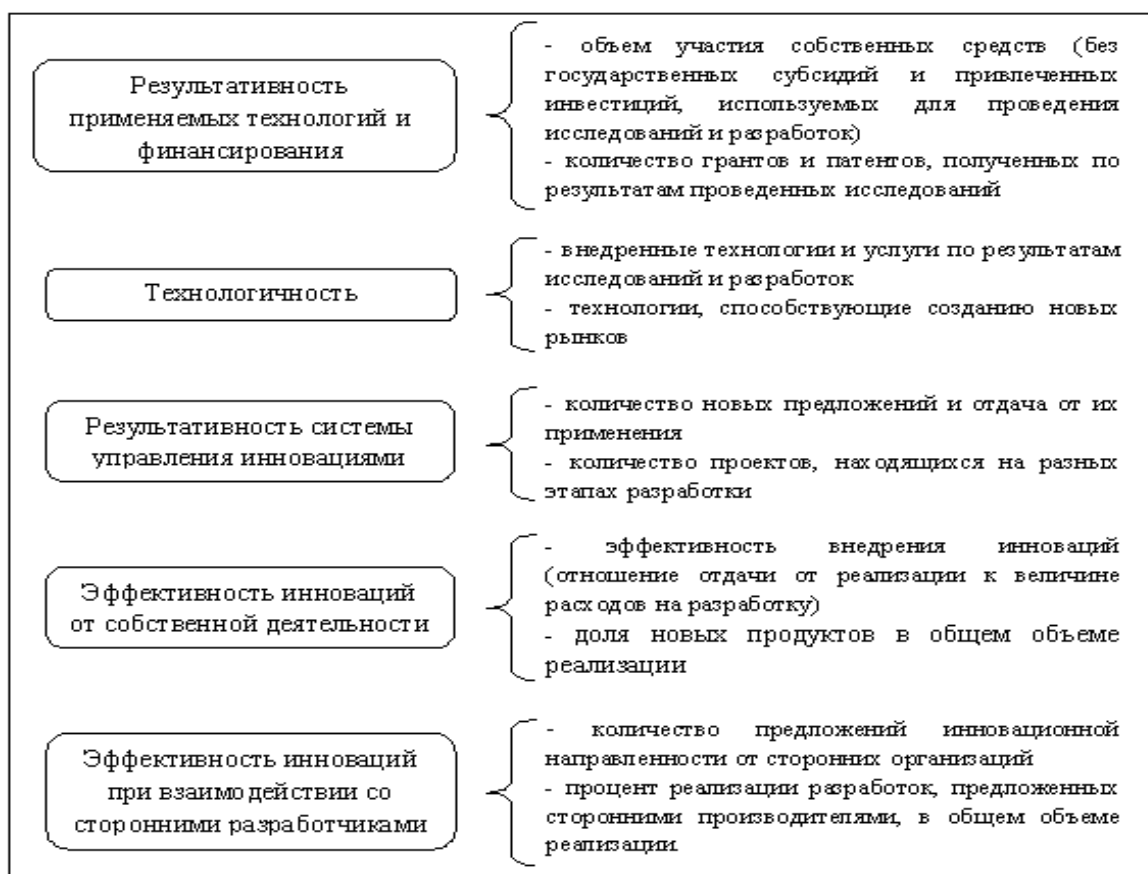 Результативность
применяемых технологий и
финансирования
- объем участия собственных средств (без
государственных субсидий и привлеченных
инвестиций, используемых для проведения
исследований и разработок)
- количество грантов и патентов, полученных по
результатам проведенных исследований
Технологичность
- внедренные технологии и услуги по результатам
исследований и разработок
- технологии, способствующие созданию новых
рынков
Результативность системы
управления инновациями
- количество новых предложений и отдача от их
применения
- количество проектов, находящихся на разных
этапах разработки
Эффективность инноваций
от собственной деятельности
- эффективность внедрения инноваций
(отношение отдачи от реализации к величине
расходов на разработку)
- доля новых продуктов в общем объеме
реализации
Эффективность инноваций
при взаимодействии со
сторонними разработчиками
- количество предложений инновационной
направленности от сторонних организаций
- процент реализации разработок, предложенных
сторонними производителями, в общем объеме
реализации.